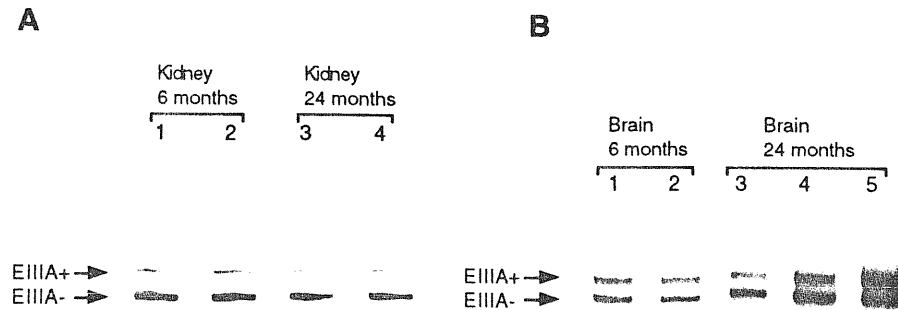 A
Kidney
6 months
Kidney
24 months
1 2 3 4
EIIIA+
EIIIA-
B
Brain
6 months
Brain
24 months
1 2 3 4 5
EIIIA+
EIIIA-